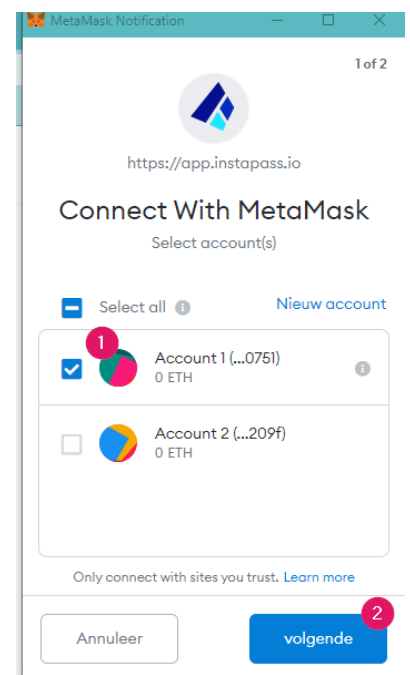 MetaMask Notification
1 of 2
https://app.instapass.io
Connect With MetaMask
Select account(s)
Select all
Nieuw account
1
Account 1 (...0751)
0 ETH
Account 2 (...209f)
0 ETH
Only connect with sites you trust. Learn more
2
Annuleer
volgende